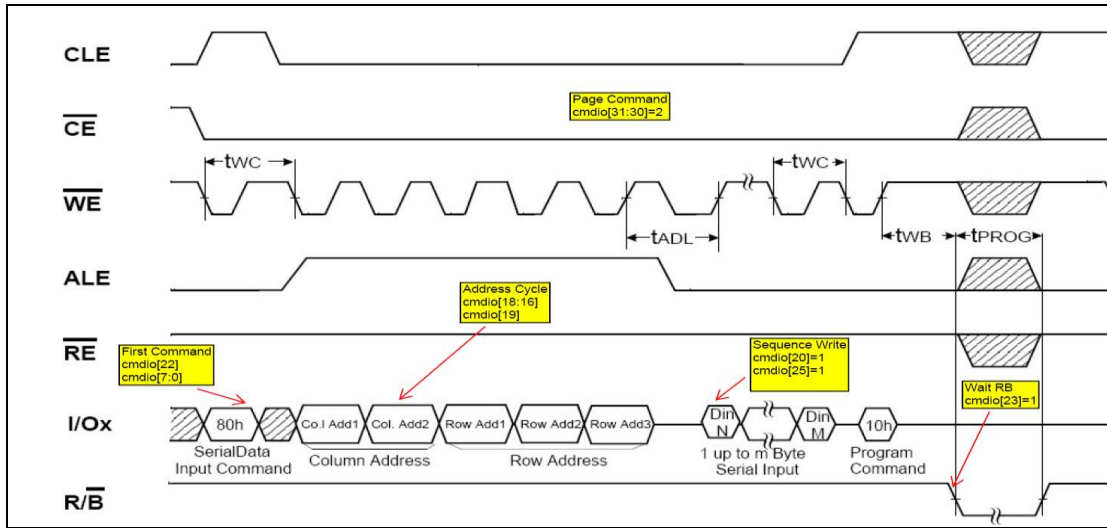 CLE
Page Command
cmdio[31:30]=2
CE
tWC
tWC
WE
tADL
tWB
tPROG
ALE
Address Cycle
cmdio[18:16]
cmdio[19]
RE
First Command
cmdio[22]
cmdio[7:0]
Sequence Write
cmdio[20]=1
cmdio[25]=1
Wait RB
cmdio[23]=1
I/Ox
80h
Co.l Add1
Col. Add2
Row Add1
Row Add2
Row Add3
Din
N
Din
M
10h
SerialData
Input Command
Column Address
Row Address
1 up to m Byte
Serial Input
Program
Command
R/B